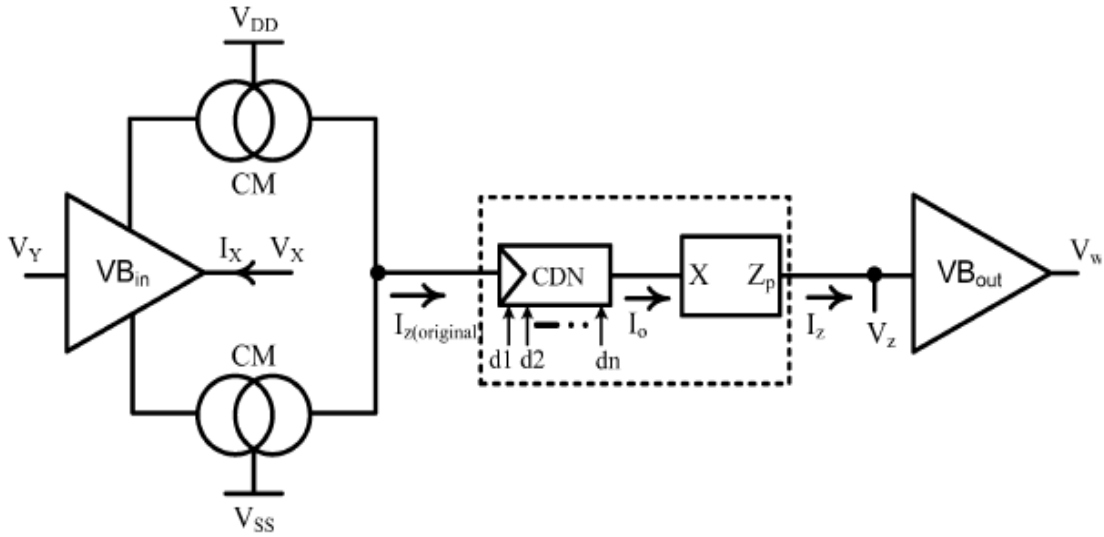 V_DD
CM
V_Y
VB_in
I_X
V_X
CM
V_SS
I_z(original)
CDN
d1
d2
dn
I_o
X
Z_p
I_z
V_z
VB_out
V_w